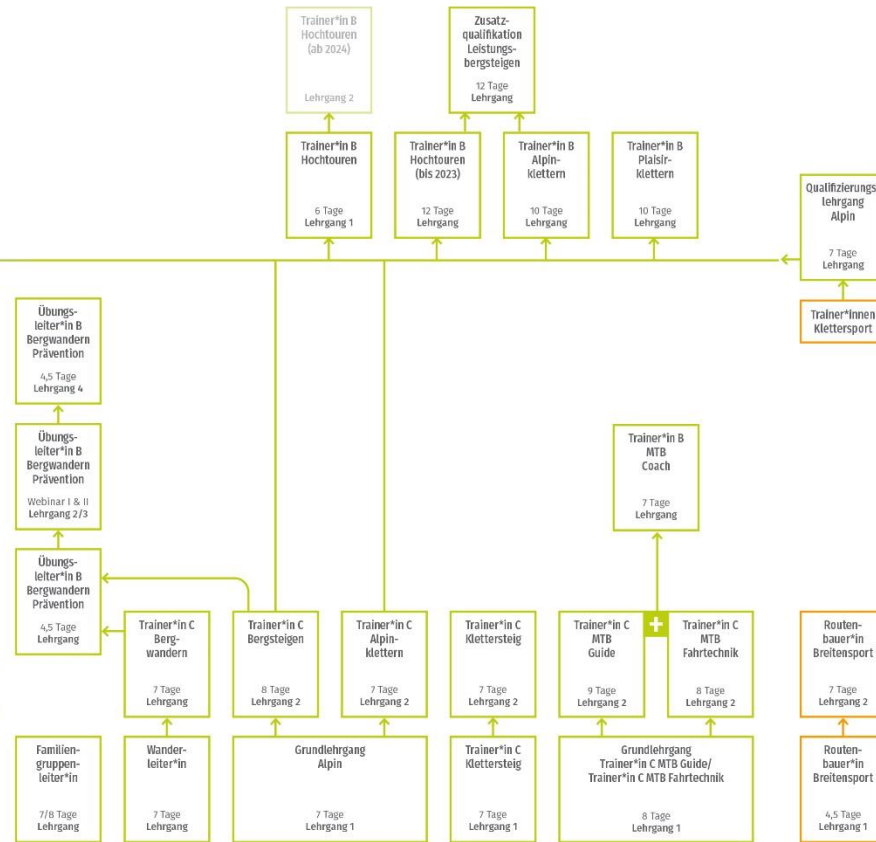 Trainer*in B
Hochtouren
(ab 2024)
Lehrgang 2
Zusatz-
qualifikation
Leistungs-
bergsteigen
12 Tage
Lehrgang
Trainer*in B
Hochtouren
6 Tage
Lehrgang 1
Trainer*in B
Hochtouren
(bis 2023)
12 Tage
Lehrgang
Trainer*in B
Alpin-
klettern
10 Tage
Lehrgang
Trainer*in B
Plaisir-
klettern
10 Tage
Lehrgang
Qualifizierungs
lehrgang
Alpin
7 Tage
Lehrgang
Trainer*innen
Klettersport
Übungs-
leiter*in B
Bergwandern
Prävention
4,5 Tage
Lehrgang 4
Übungs-
leiter*in B
Bergwandern
Prävention
Webinar I & II
Lehrgang 2/3
Übungs-
leiter*in B
Bergwandern
Prävention
4,5 Tage
Lehrgang
Trainer*in B
MTB
Coach
7 Tage
Lehrgang
Trainer*in C
Berg-
wandern
7 Tage
Lehrgang
Trainer*in C
Bergsteigen
8 Tage
Lehrgang 2
Trainer*in C
Alpin-
klettern
7 Tage
Lehrgang 2
Trainer*in C
Klettersteig
7 Tage
Lehrgang 2
Trainer*in C
MTB
Guide
9 Tage
Lehrgang 2
+
Trainer*in C
MTB
Fahrtechnik
8 Tage
Lehrgang 2
Routen-
bauer*in
Breitensport
7 Tage
Lehrgang 2
Familien-
gruppen-
leiter*in
7/8 Tage
Lehrgang
Wander-
leiter*in
7 Tage
Lehrgang
Grundlehrgang
Alpin
7 Tage
Lehrgang 1
Trainer*in C
Klettersteig
7 Tage
Lehrgang 1
Grundlehrgang
Trainer*in C MTB Guide/
Trainer*in C MTB Fahrtechnik
8 Tage
Lehrgang 1
Routen-
bauer*in
Breitensport
4,5 Tage
Lehrgang 1